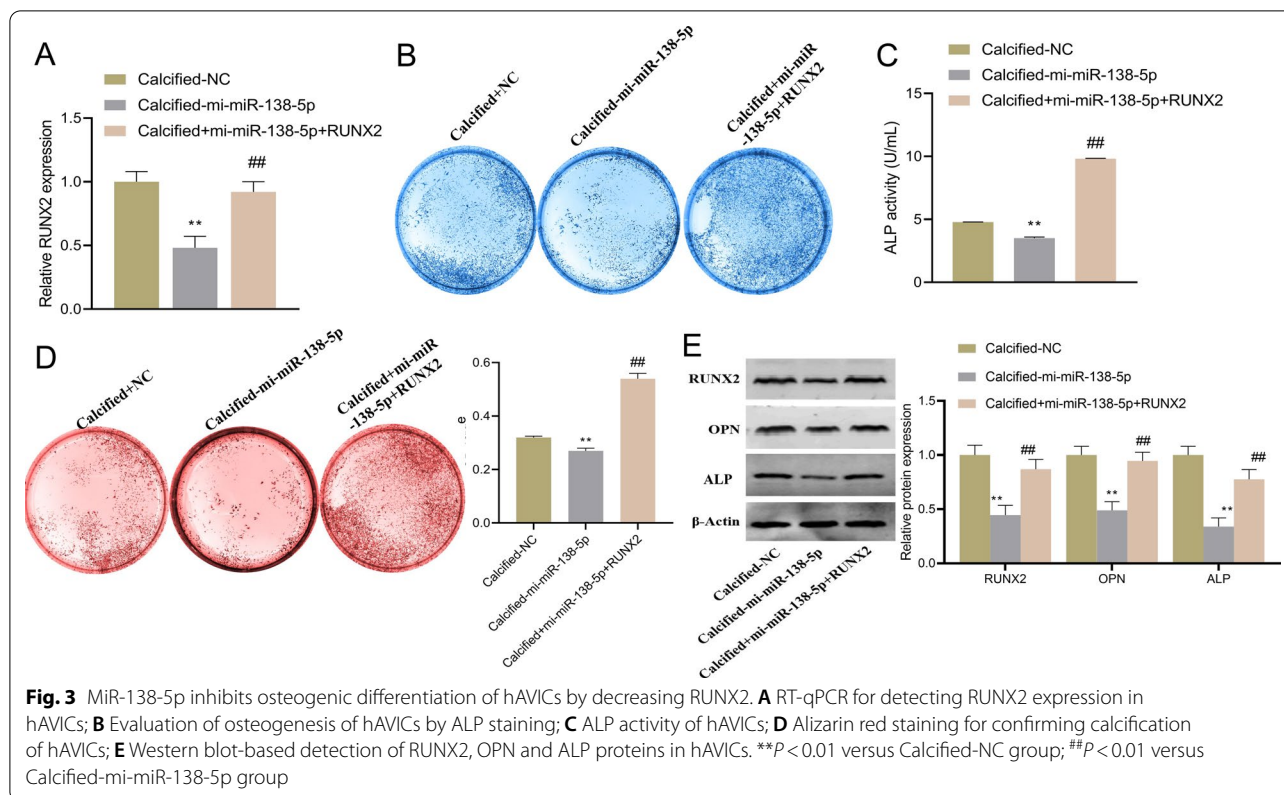 A
Calcified-NC
Calcified-mi-miR-138-5p
Calcified+mi-miR-138-5p+RUNX2
Relative RUNX2 expression
1.5
1.0
0.5
0.0
**
##
B
Calcified+NC
Calcified-mi-miR-138-5p
Calcified+mi-miR
-138-5p+RUNX2
C
Calcified-NC
Calcified-mi-miR-138-5p
Calcified+mi-miR-138-5p+RUNX2
ALP activity (U/mL)
15
10
5
0
**
##
D
Calcified+NC
Calcified-mi-miR-138-5p
Calcified+mi-miR
-138-5p+RUNX2
0.6
0.4
0.2
0.0
**
##
Calcified-NC
Calcified-mi-miR-138-5p
Calcified+mi-miR-138-5p+RUNX2
E
RUNX2
OPN
ALP
β-Actin
Calcified-NC
Calcified-mi-miR-138-5p
Calcified+mi-miR-138-5p+RUNX2
Calcified-NC
Calcified-mi-miR-138-5p
Calcified+mi-miR-138-5p+RUNX2
Relative protein expression
1.5
1.0
0.5
0.0
**
##
**
##
**
##
RUNX2
OPN
ALP
Fig. 3 MiR-138-5p inhibits osteogenic differentiation of hAVICs by decreasing RUNX2. A RT-qPCR for detecting RUNX2 expression in
hAVICs; B Evaluation of osteogenesis of hAVICs by ALP staining; C ALP activity of hAVICs; D Alizarin red staining for confirming calcification
of hAVICs; E Western blot-based detection of RUNX2, OPN and ALP proteins in hAVICs. **P < 0.01 versus Calcified-NC group; ##P < 0.01 versus
Calcified-mi-miR-138-5p group